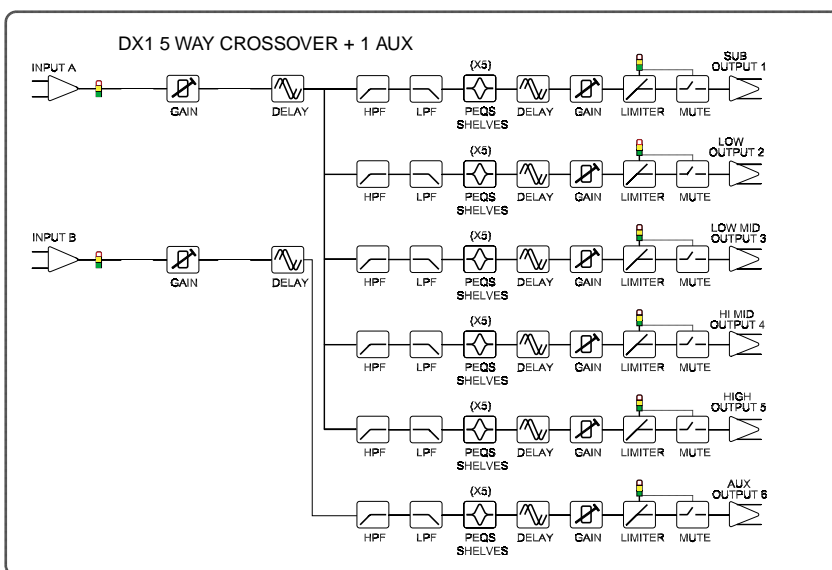 DX1 5 WAY CROSSOVER + 1 AUX
INPUT A
GAIN
DELAY
HPF
LPF
(X5)
PEQS
SHELVES
DELAY
GAIN
LIMITER
MUTE
SUB
OUTPUT 1
HPF
LPF
(X5)
PEQS
SHELVES
DELAY
GAIN
LIMITER
MUTE
LOW
OUTPUT 2
INPUT B
GAIN
DELAY
HPF
LPF
(X5)
PEQS
SHELVES
DELAY
GAIN
LIMITER
MUTE
LOW MID
OUTPUT 3
HPF
LPF
(X5)
PEQS
SHELVES
DELAY
GAIN
LIMITER
MUTE
HI MID
OUTPUT 4
HPF
LPF
(X5)
PEQS
SHELVES
DELAY
GAIN
LIMITER
MUTE
HIGH
OUTPUT 5
HPF
LPF
(X5)
PEQS
SHELVES
DELAY
GAIN
LIMITER
MUTE
AUX
OUTPUT 6